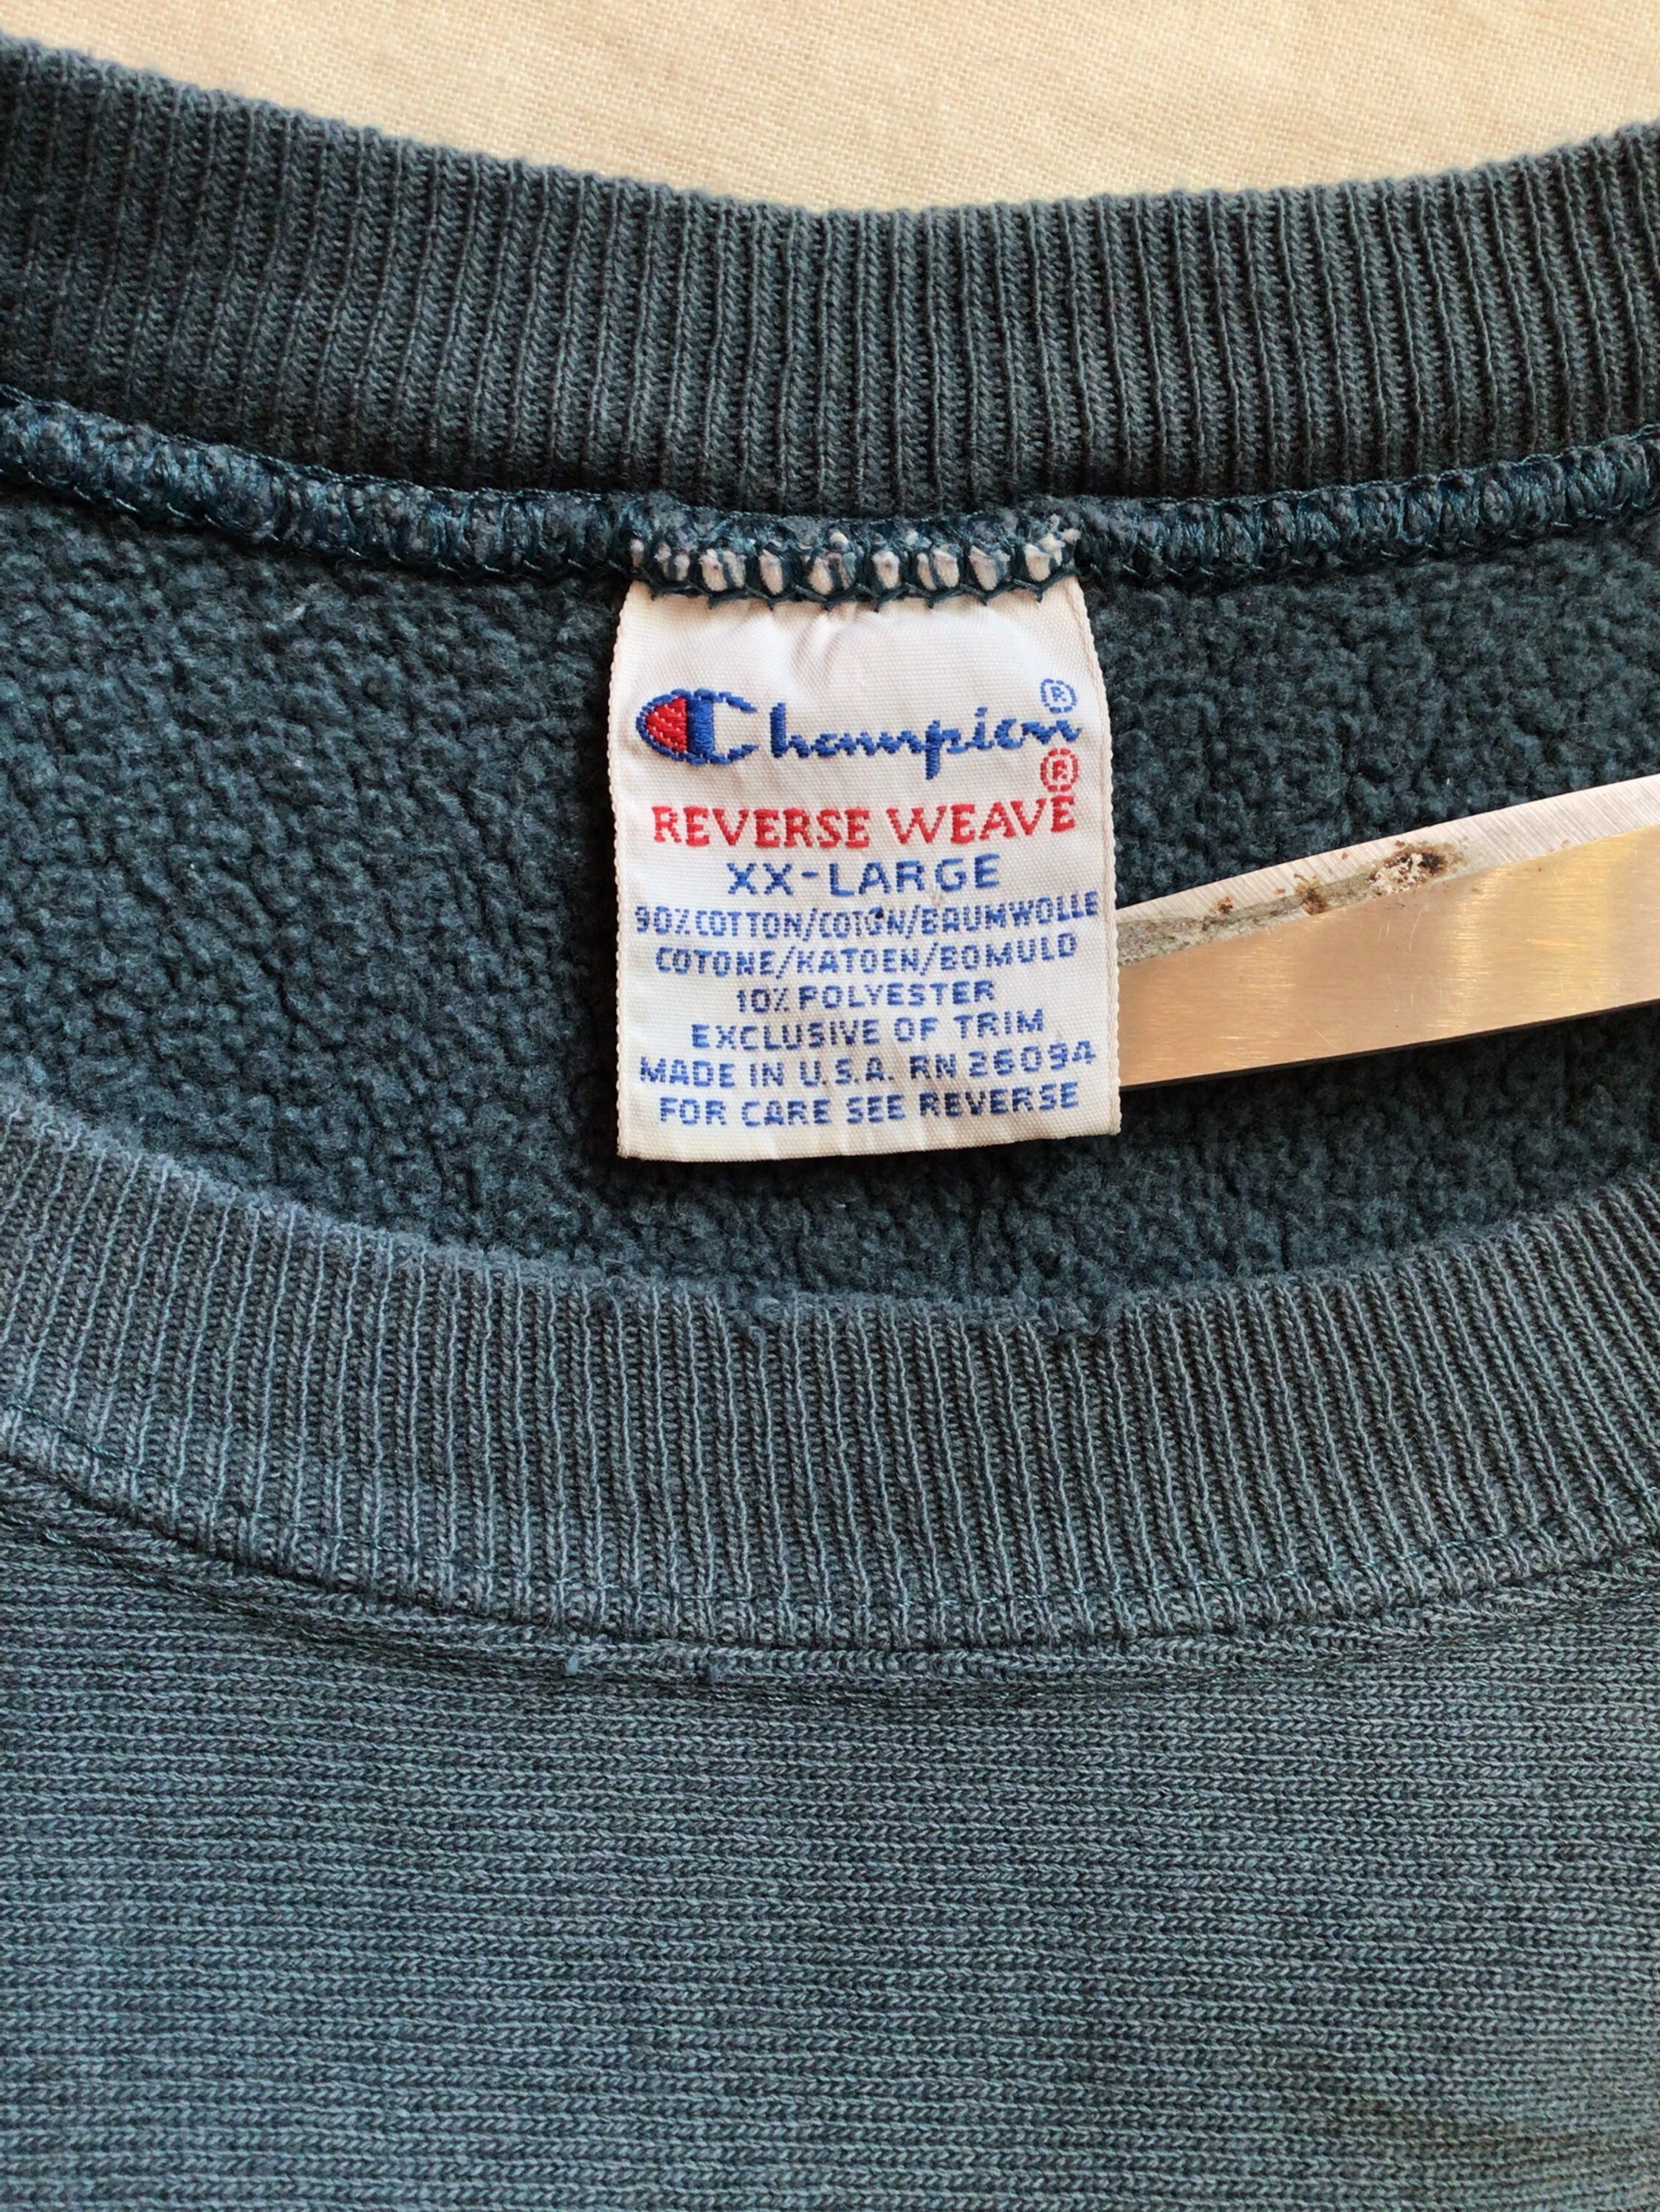 Champion®
REVERSE WEAVE®
XX-LARGE
90% COTTON/COTON/BAUMWOLLE
COTONE/KATOEN/BOMULD
10% POLYESTER
EXCLUSIVE OF TRIM
MADE IN U.S.A. RN 26094
FOR CARE SEE REVERSE